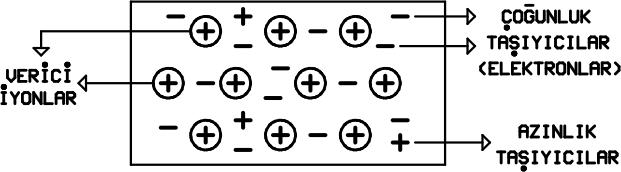 ÇOĞUNLUK
TAŞIYICILAR
(ELEKTRONLAR)
VERİCİ
İYONLAR
AZINLIK
TAŞIYICILAR